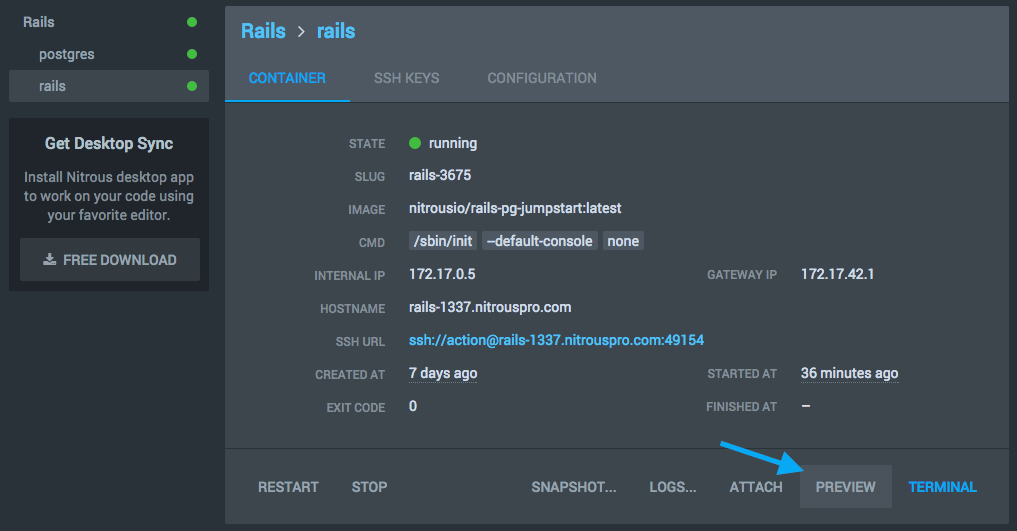 Rails
postgres
rails
Get Desktop Sync
Install Nitrous desktop app
to work on your code using
your favorite editor.
FREE DOWNLOAD
Rails > rails
CONTAINER SSH KEYS CONFIGURATION
STATE running
SLUG rails-3675
IMAGE nitrousio/rails-pg-jumpstart:latest
CMD /sbin/init --default-console none
INTERNAL IP 172.17.0.5 GATEWAY IP 172.17.42.1
HOSTNAME rails-1337.nitrouspro.com
SSH URL ssh://action@rails-1337.nitrouspro.com:49154
CREATED AT 7 days ago STARTED AT 36 minutes ago
EXIT CODE 0 FINISHED AT –
RESTART STOP SNAPSHOT... LOGS... ATTACH PREVIEW TERMINAL